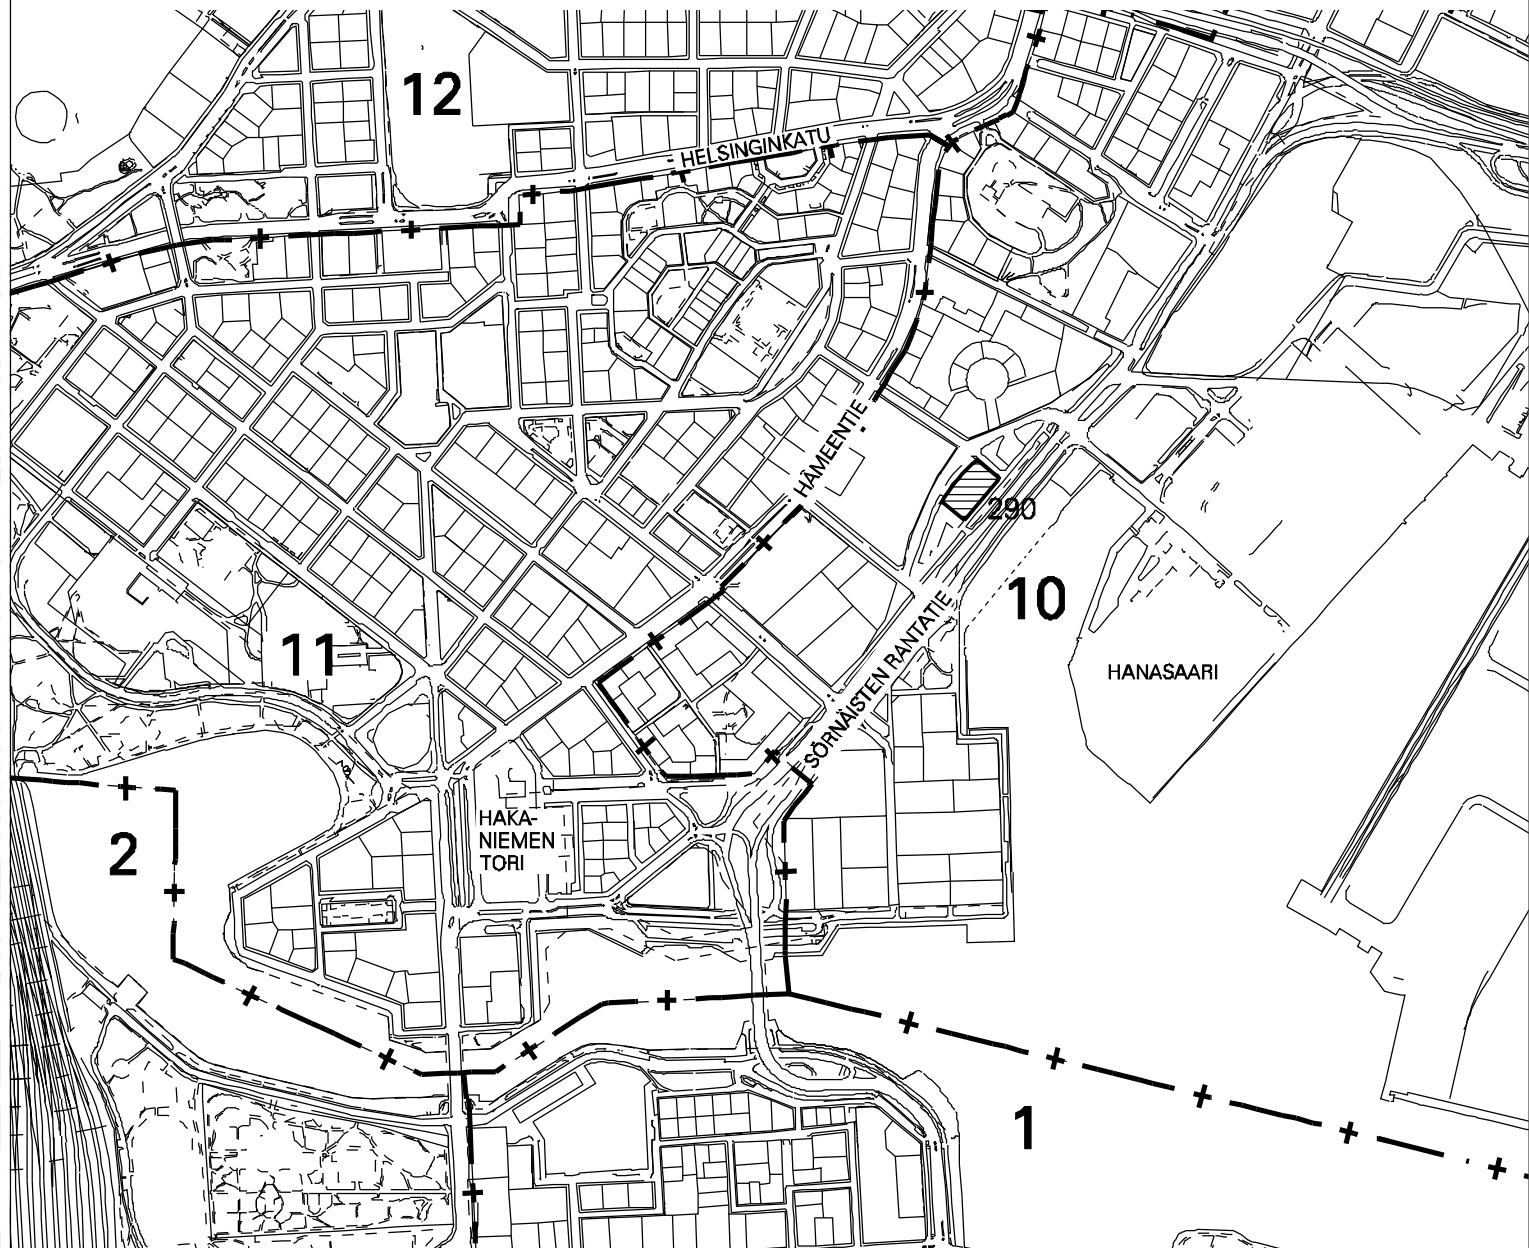 12
HELSINGINKATU
HÄMEENTIE
290
10
SÖRNÄISTEN RANTATIE
11
HANASAARI
HAKA-
NIEMEN
TORI
2
1